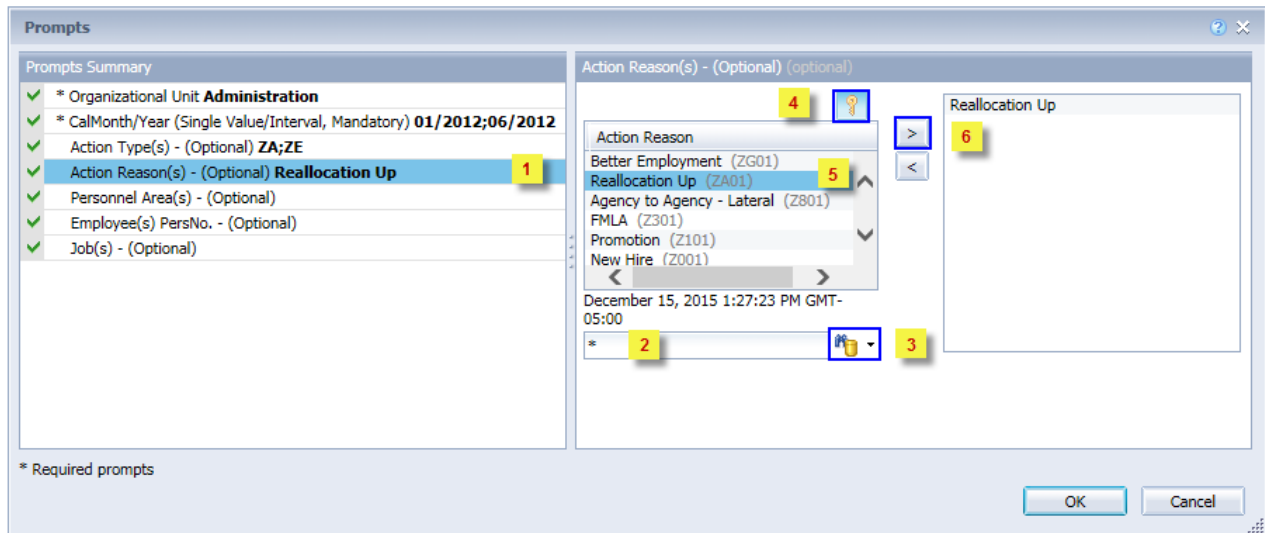 Prompts
Prompts Summary
* Organizational Unit Administration
* CalMonth/Year (Single Value/Interval, Mandatory) 01/2012;06/2012
Action Type(s) - (Optional) ZA;ZE
Action Reason(s) - (Optional) Reallocation Up
1
Personnel Area(s) - (Optional)
Employee(s) PersNo. - (Optional)
Job(s) - (Optional)
Action Reason(s) - (Optional) (optional)
4
Action Reason
Better Employment (ZG01)
Reallocation Up (ZA01)
5
Agency to Agency - Lateral (Z801)
FMLA (Z301)
Promotion (Z101)
New Hire (Z001)
December 15, 2015 1:27:23 PM GMT-
05:00
*
2
3
>
<
Reallocation Up
6
* Required prompts
OK
Cancel